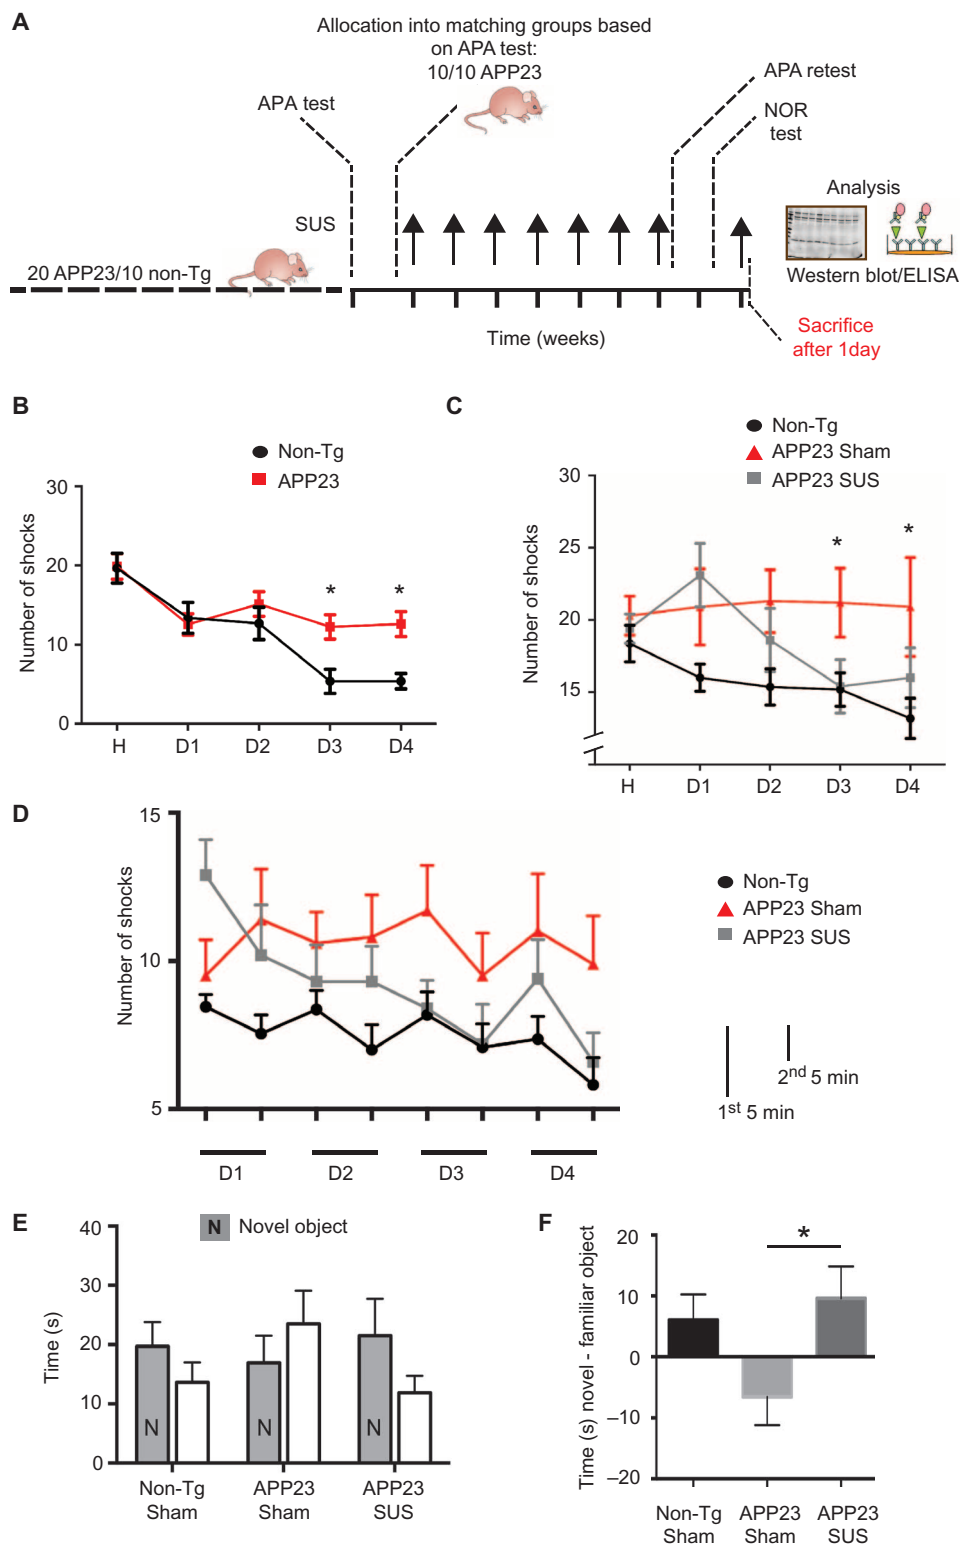 A
Allocation into matching groups based
on APA test:
10/10 APP23
APA test
APA retest
NOR
test
SUS
Analysis
20 APP23/10 non-Tg
Western blot/ELISA
Time (weeks)
Sacrifice
after 1day
B
Non-Tg
APP23
Number of shocks
30
20
10
0
* *
H D1 D2 D3 D4
C
Non-Tg
APP23 Sham
APP23 SUS
Number of shocks
30
25
20
15
* *
H D1 D2 D3 D4
D
Number of shocks
15
10
5
D1 D2 D3 D4
Non-Tg
APP23 Sham
APP23 SUS
2nd 5 min
1st 5 min
E
N Novel object
Time (s)
40
30
20
10
0
N N N
Non-Tg Sham
APP23 Sham
APP23 SUS
F
Time (s) novel - familiar object
20
10
0
–10
–20
*
Non-Tg Sham
APP23 Sham
APP23 SUS